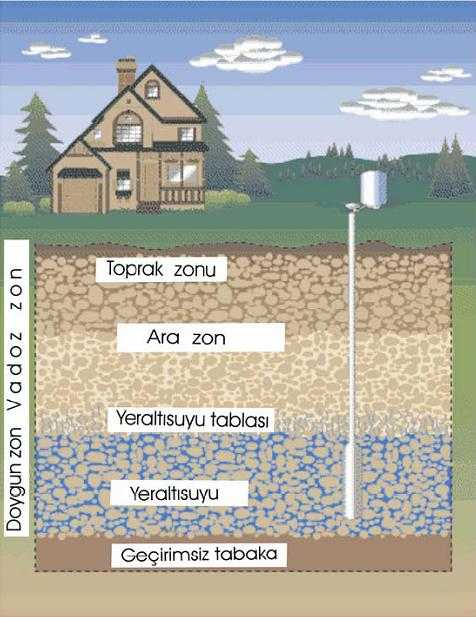 Toprak zonu
Ara zon
Yeraltısuyu tablası
Yeraltısuyu
Geçirimsiz tabaka
Doygun zon Vadoz zon